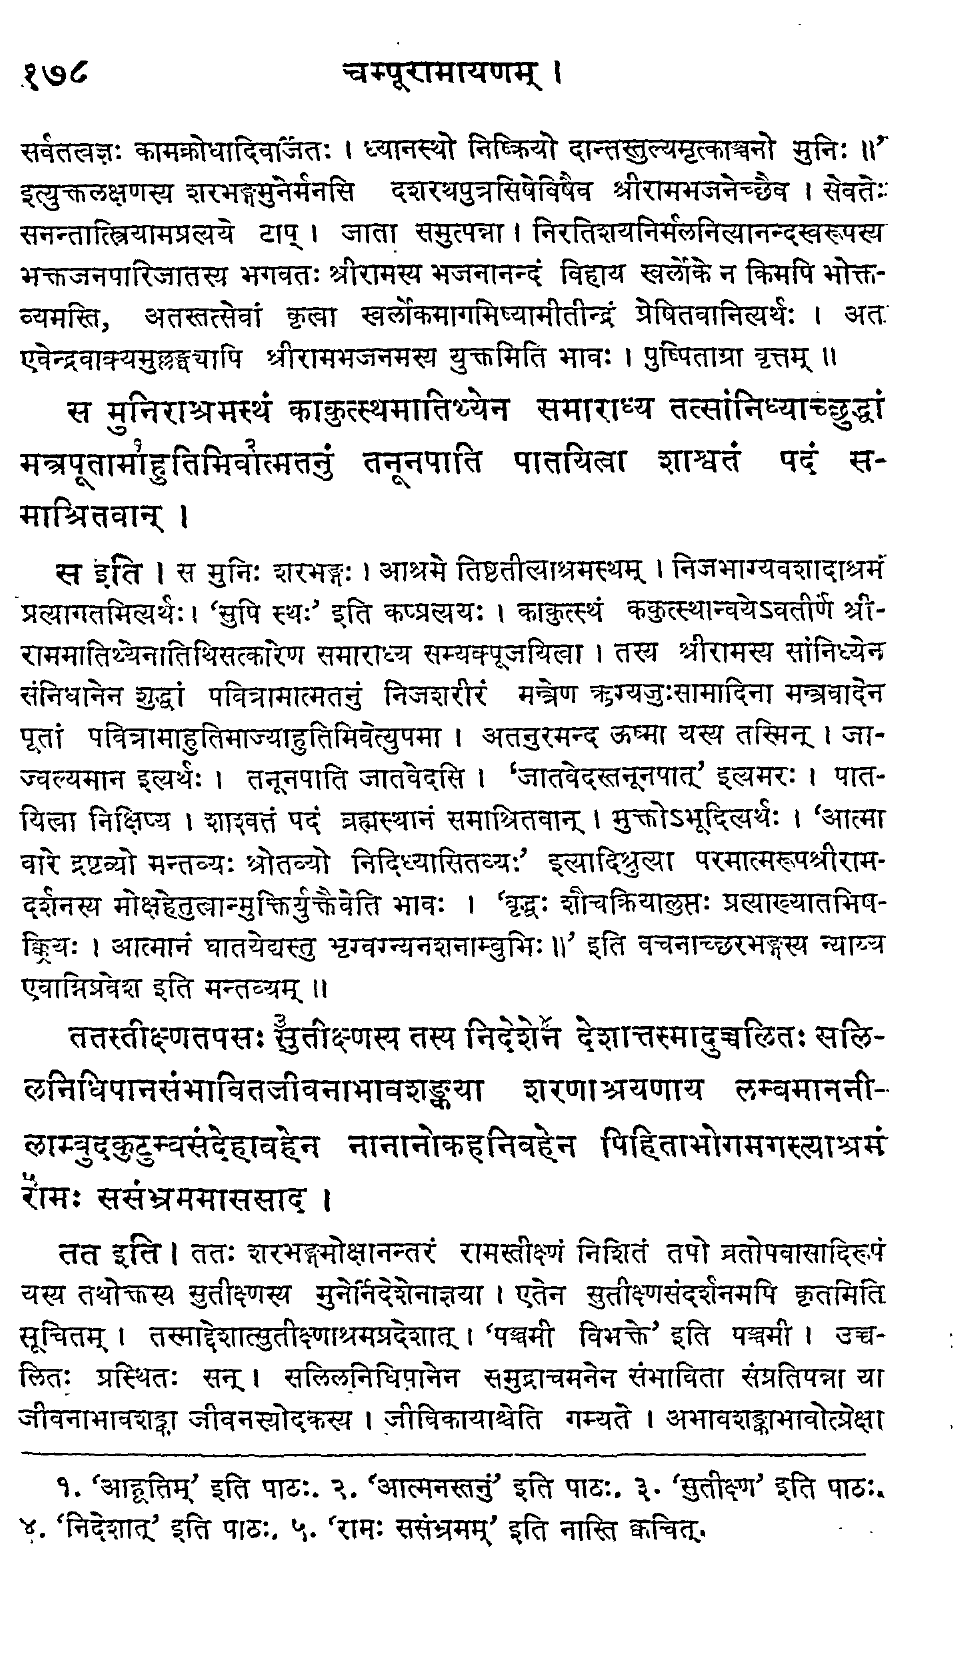 १७८ चम्पूरामायणम् ।
सर्वतत्वज्ञः कामक्रोधादिवर्जितः । ध्यानस्थो निष्क्रियो दान्तस्तुल्यमृत्काञ्चनो मुनिः ॥’
इत्युक्तलक्षणस्य शरभङ्गमुनेर्मनसि दशरथपुत्रसिषेविषैव श्रीरामभजनेच्छैव । सेवतेः
सनन्तात्स्त्रियामप्रत्यये टाप् । जाता समुत्पन्ना । निरतिशयनिर्मलनित्यानन्दस्वरूपस्य
भक्तजनपारिजातस्य भगवतः श्रीरामस्य भजनानन्दं विहाय स्वर्लोके न किमपि भोक्त-
व्यमस्ति, अतस्तत्सेवां कृत्वा स्वर्लोकमागमिष्यामीतीन्द्रं प्रेषितवानित्यर्थः । अत
एवेन्द्रवाक्यमुल्लङ्घ्यापि श्रीरामभजनमस्य युक्तमिति भावः । पुष्पिताग्रा वृत्तम् ॥
स मुनिराश्रमस्थं काकुत्स्थमातिथ्येन समाराध्य तत्सांनिध्याच्छुद्धां
मन्त्रपूतामा१हुतिमिवा२त्मतनुं तनूनपाति पातयित्वा शाश्वतं पदं स-
माश्रितवान् ।
स इति । स मुनिः शरभङ्गः । आश्रमे तिष्ठतीत्याश्रमस्थम् । निजभाग्यवशादाश्रमं
प्रत्यागतमित्यर्थः । ‘सुपि स्थः’ इति कप्रत्ययः । काकुत्स्थं ककुत्स्थान्वयेऽवतीर्णं श्री-
राममातिथ्येनातिथिसत्कारेण समाराध्य सम्यक्पूजयित्वा । तस्य श्रीरामस्य सांनिध्येन
संनिधानेन शुद्धां पवित्रामात्मतनुं निजशरीरं मन्त्रेण ऋग्यजुःसामादिना मन्त्रवादेन
पूतां पवित्रामाहुतिमाज्याहुतिमिवेत्युपमा । अतनुरमन्द ऊष्मा यस्य तस्मिन् । जा-
ज्वल्यमान इत्यर्थः । तनूनपाति जातवेदसि । ‘जातवेदस्तनूनपात्’ इत्यमरः । पात-
यित्वा निक्षिप्य । शाश्वतं पदं ब्रह्मस्थानं समाश्रितवान् । मुक्तोऽभूदित्यर्थः । ‘आत्मा
वारे द्रष्टव्यो मन्तव्यः श्रोतव्यो निदिध्यासितव्यः’ इत्यादिश्रुत्या परमात्मरूपश्रीराम-
दर्शनस्य मोक्षहेतुत्वान्मुक्तिर्युक्तैवेति भावः । ‘वृद्धः शौचक्रियालुप्तः प्रत्याख्यातभिष-
क्क्रियः । आत्मानं घातयेद्यस्तु भृग्वग्न्यनशनाम्बुभिः ॥’ इति वचनाच्छरभङ्गस्य न्याय्य
एवाग्निप्रवेश इति मन्तव्यम् ॥
ततस्तीक्ष्णतपसः सु३तीक्ष्णस्य तस्य निदेशे४न देशात्तस्मादुच्चलितः सलि-
लनिधिपानसंभावितजीवनाभावशङ्कया शरणाश्रयणाय लम्बमाननी-
लाम्बुदकुटुम्बसंदेहावहेन नानानोकहनिवहेन पिहिताभोगमगस्त्याश्रमं
रा५मः ससंभ्रममाससाद ।
तत इति । ततः शरभङ्गमोक्षानन्तरं रामस्तीक्ष्णं निशितं तपो व्रतोपवासादिरूपं
यस्य तथोक्तस्य सुतीक्ष्णस्य मुनेर्निदेशेनाज्ञया । एतेन सुतीक्ष्णसंदर्शनमपि कृतमिति
सूचितम् । तस्माद्देशात्सुतीक्ष्णाश्रमप्रदेशात् । ‘पञ्चमी विभक्ते’ इति पञ्चमी । उच्च-
लितः प्रस्थितः सन् । सलिलनिधिपानेन समुद्राचमनेन संभाविता संप्रतिपन्ना या
जीवनाभावशङ्का जीवनस्योदकस्य । जीविकायाश्चेति गम्यते । अभावशङ्काभावोत्प्रेक्षा
१. ‘आहूतिम्’ इति पाठः. २. ‘आत्मनस्तनुं’ इति पाठः. ३. ‘सुतीक्ष्ण’ इति पाठः.
४. ‘निदेशात्’ इति पाठः. ५. ‘रामः ससंभ्रमम्’ इति नास्ति क्वचित्.